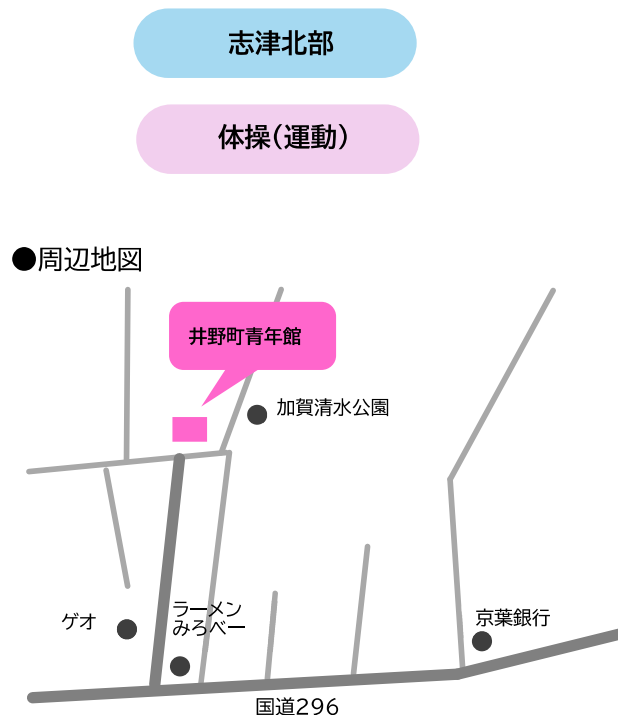 志津北部
体操(運動)
●周辺地図
井野町青年館
加賀清水公園
ゲオ
ラーメン
みろべー
京葉銀行
国道296